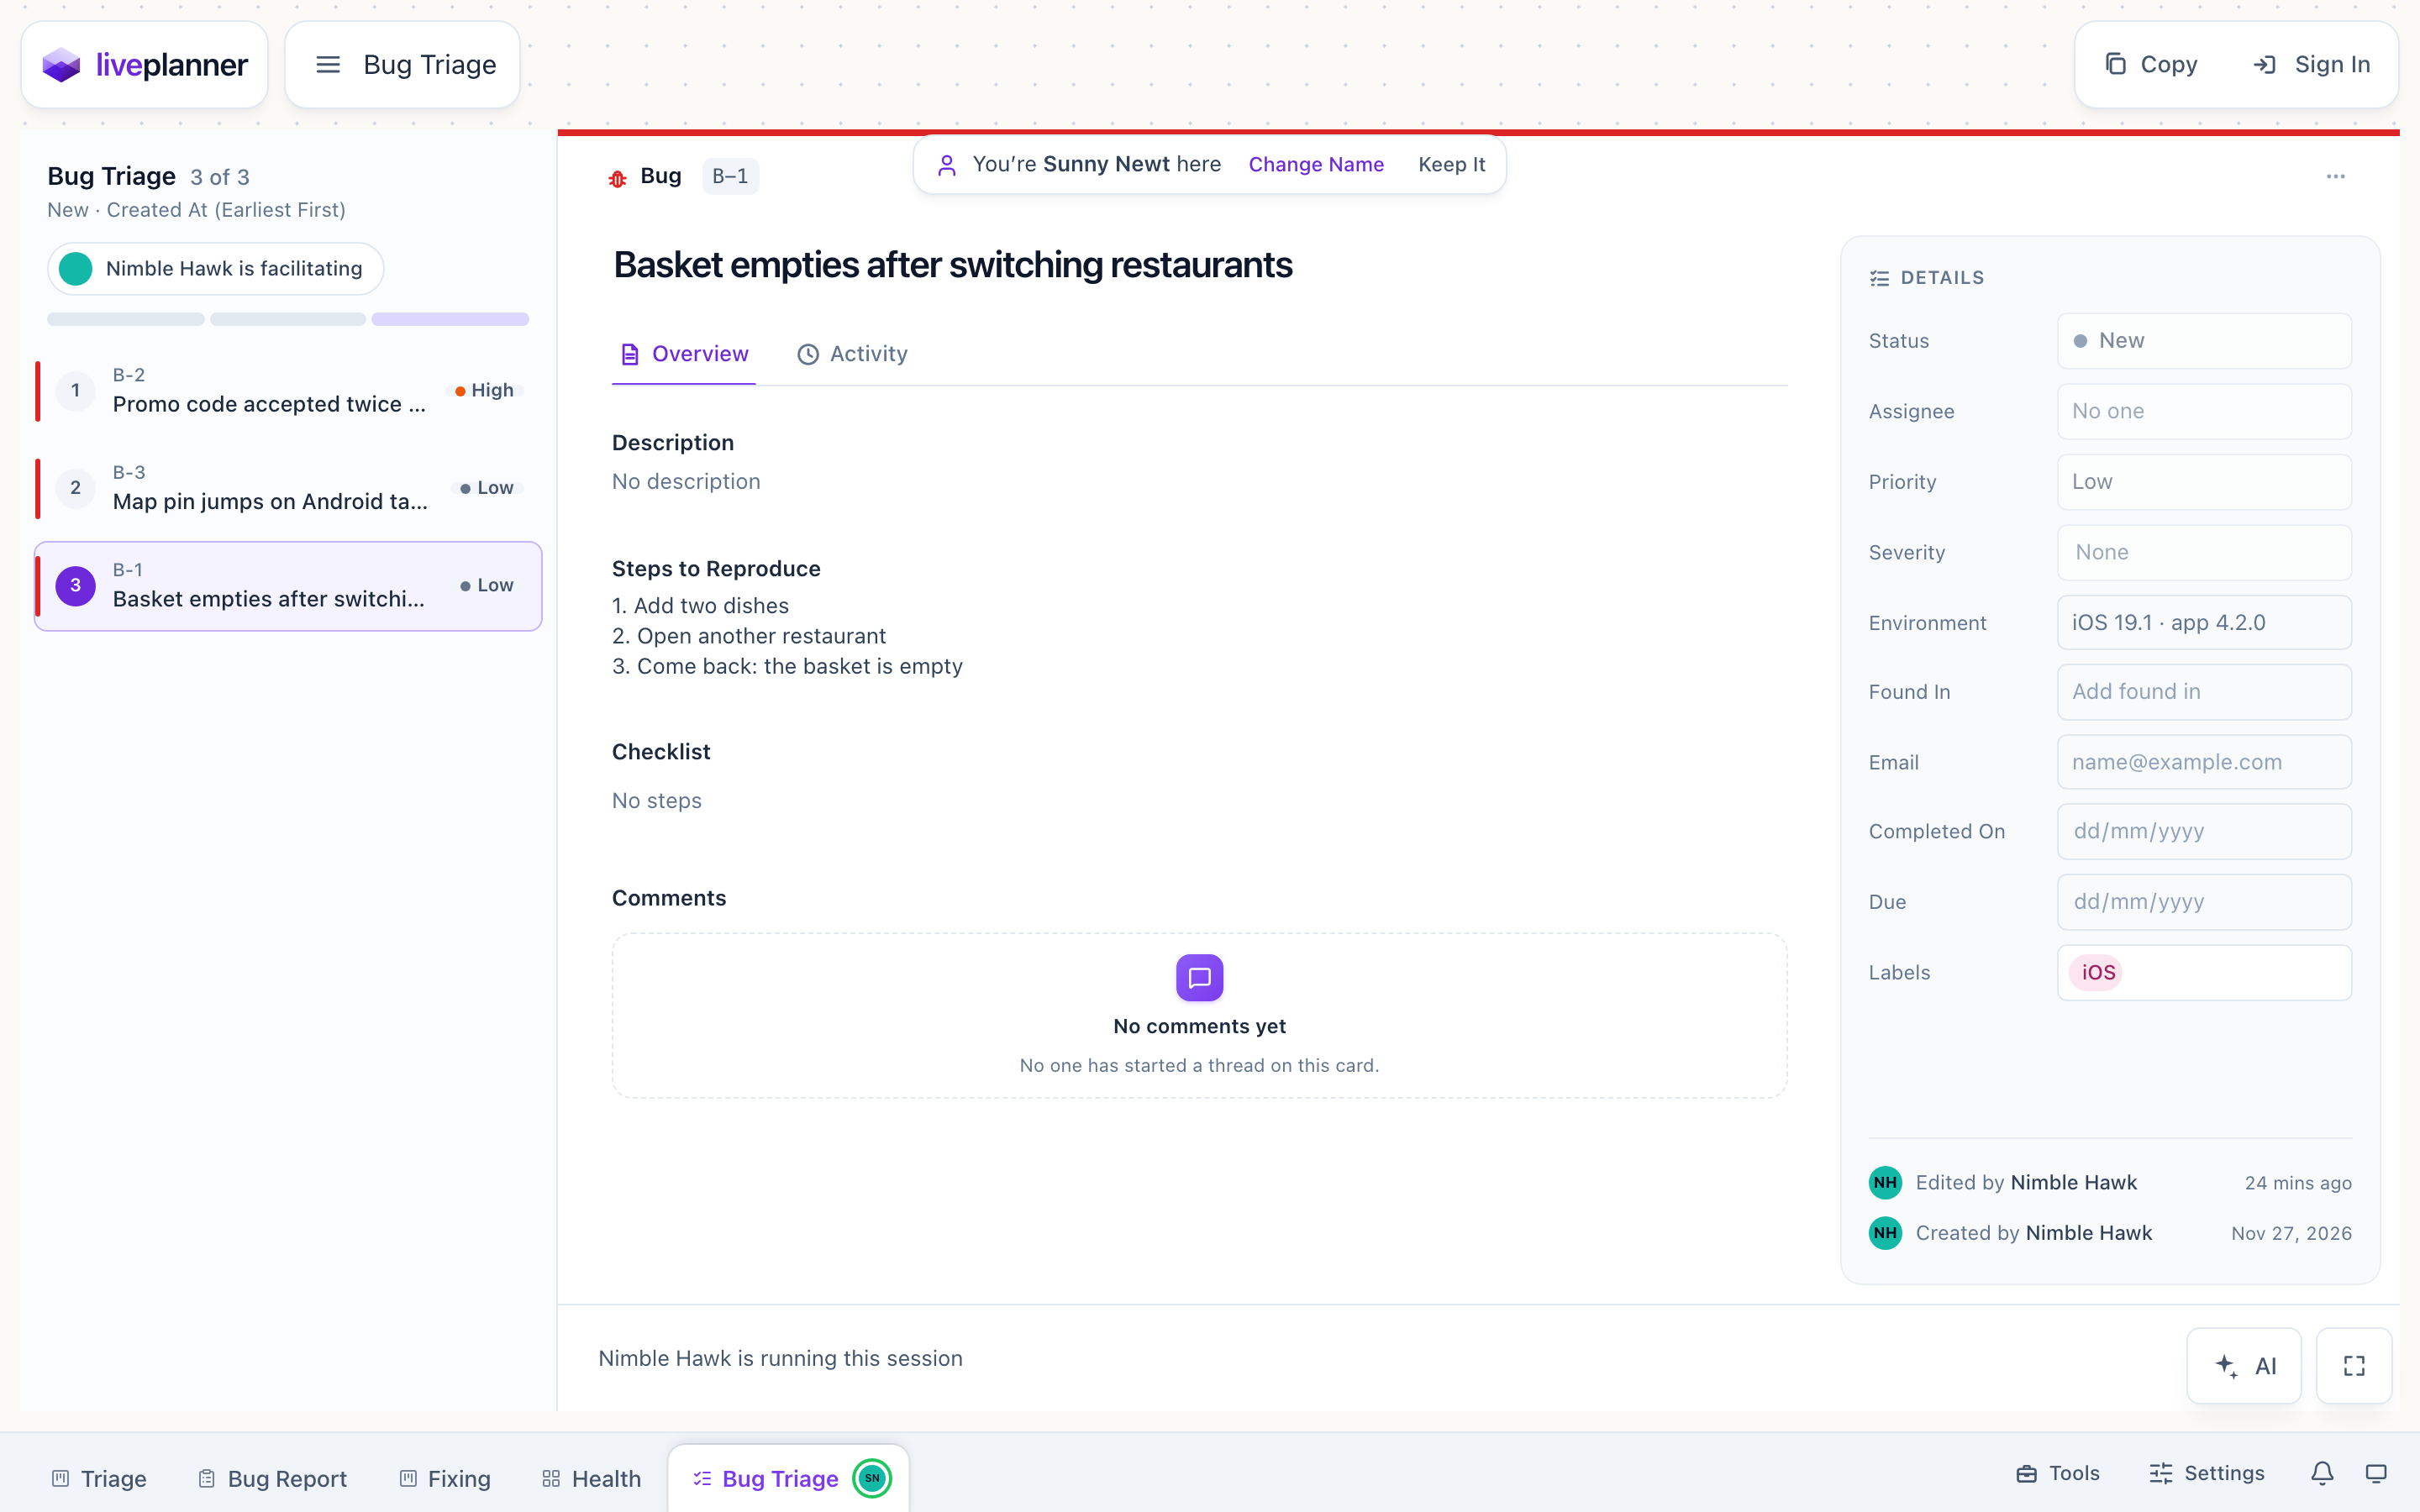 liveplanner
Bug Triage
Copy
Sign In
Bug Triage 3 of 3
New · Created At (Earliest First)
Nimble Hawk is facilitating
1
B-2
Promo code accepted twice ...
High
2
B-3
Map pin jumps on Android ta...
Low
3
B-1
Basket empties after switchi...
Low
Bug B–1
You’re Sunny Newt here Change Name Keep It
Basket empties after switching restaurants
Overview Activity
Description
No description
Steps to Reproduce
1. Add two dishes
2. Open another restaurant
3. Come back: the basket is empty
Checklist
No steps
Comments
No comments yet
No one has started a thread on this card.
DETAILS
Status New
Assignee No one
Priority Low
Severity None
Environment iOS 19.1 · app 4.2.0
Found In Add found in
Email name@example.com
Completed On dd/mm/yyyy
Due dd/mm/yyyy
Labels iOS
NH Edited by Nimble Hawk 24 mins ago
NH Created by Nimble Hawk Nov 27, 2026
Nimble Hawk is running this session
AI
Triage Bug Report Fixing Health Bug Triage SN
Tools Settings